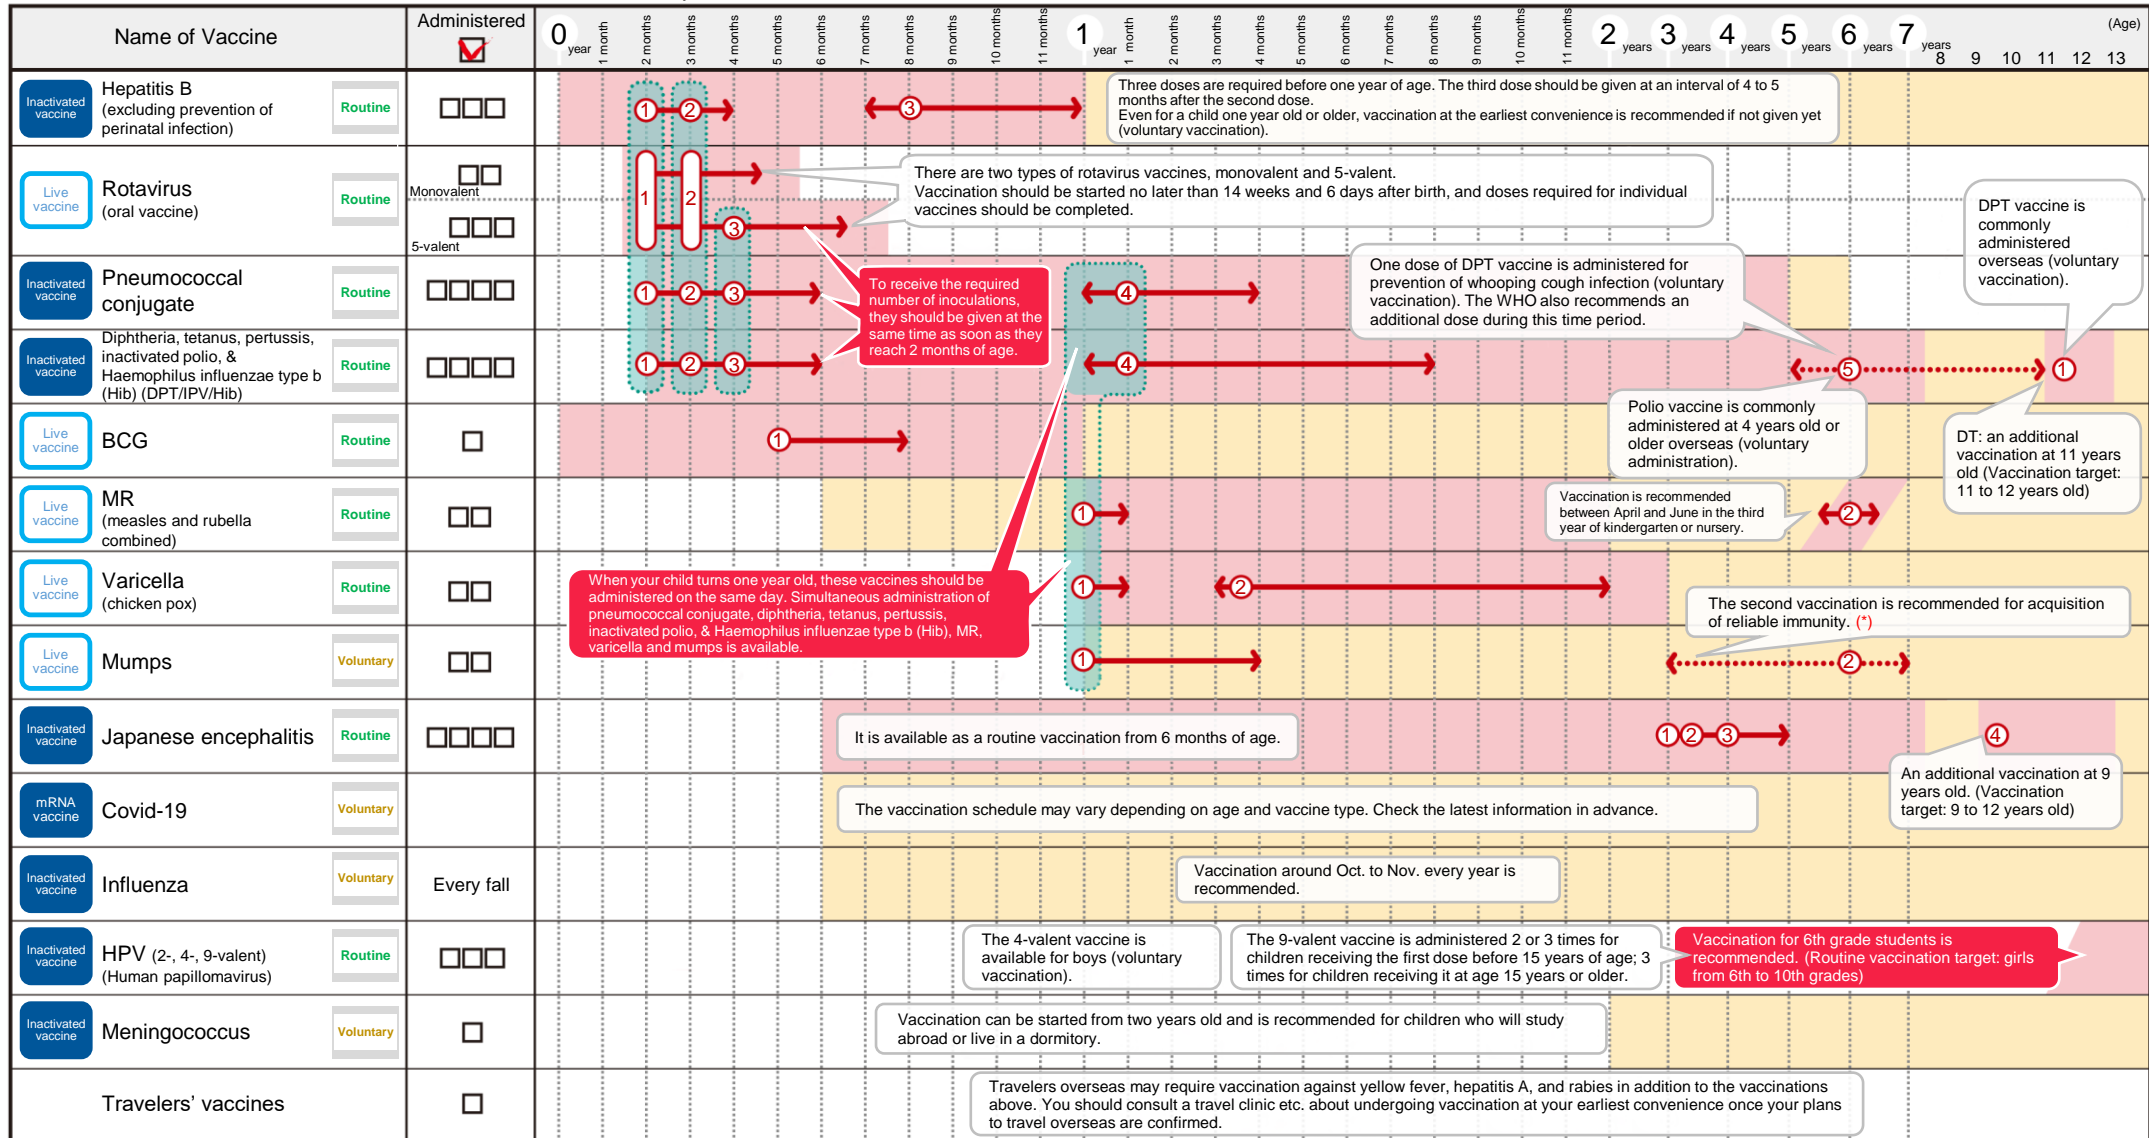 Name of Vaccine
Administered
0 year
1 month
2 months
3 months
4 months
5 months
6 months
7 months
8 months
9 months
10 months
11 months
1 year
1 month
2 months
3 months
4 months
5 months
6 months
7 months
8 months
9 months
10 months
11 months
2 years
3 years
4 years
5 years
6 years
7 years
8
9
10
11
12
13
(Age)
Inactivated
vaccine
Hepatitis B
(excluding prevention of
perinatal infection)
Routine
1
2
3
Three doses are required before one year of age. The third dose should be given at an interval of 4 to 5
months after the second dose.
Even for a child one year old or older, vaccination at the earliest convenience is recommended if not given yet
(voluntary vaccination).
Live
vaccine
Rotavirus
(oral vaccine)
Routine
Monovalent
5-valent
1
2
3
There are two types of rotavirus vaccines, monovalent and 5-valent.
Vaccination should be started no later than 14 weeks and 6 days after birth, and doses required for individual
vaccines should be completed.
DPT vaccine is
commonly
administered
overseas (voluntary
vaccination).
Inactivated
vaccine
Pneumococcal
conjugate
Routine
1
2
3
4
To receive the required
number of inoculations,
they should be given at the
same time as soon as they
reach 2 months of age.
One dose of DPT vaccine is administered for
prevention of whooping cough infection (voluntary
vaccination). The WHO also recommends an
additional dose during this time period.
Inactivated
vaccine
Diphtheria, tetanus, pertussis,
inactivated polio, &
Haemophilus influenzae type b
(Hib) (DPT/IPV/Hib)
Routine
1
2
3
4
5
1
Polio vaccine is commonly
administered at 4 years old or
older overseas (voluntary
administration).
DT: an additional
vaccination at 11 years
old (Vaccination target:
11 to 12 years old)
Live
vaccine
BCG
Routine
1
Live
vaccine
MR
(measles and rubella
combined)
Routine
1
Vaccination is recommended
between April and June in the third
year of kindergarten or nursery.
2
Live
vaccine
Varicella
(chicken pox)
Routine
When your child turns one year old, these vaccines should be
administered on the same day. Simultaneous administration of
pneumococcal conjugate, diphtheria, tetanus, pertussis,
inactivated polio, & Haemophilus influenzae type b (Hib), MR,
varicella and mumps is available.
1
2
The second vaccination is recommended for acquisition
of reliable immunity. (*)
Live
vaccine
Mumps
Voluntary
1
2
Inactivated
vaccine
Japanese encephalitis
Routine
It is available as a routine vaccination from 6 months of age.
1
2
3
4
An additional vaccination at 9
years old. (Vaccination
target: 9 to 12 years old)
mRNA
vaccine
Covid-19
Voluntary
The vaccination schedule may vary depending on age and vaccine type. Check the latest information in advance.
Inactivated
vaccine
Influenza
Voluntary
Every fall
Vaccination around Oct. to Nov. every year is
recommended.
Inactivated
vaccine
HPV (2-, 4-, 9-valent)
(Human papillomavirus)
Routine
The 4-valent vaccine is
available for boys (voluntary
vaccination).
The 9-valent vaccine is administered 2 or 3 times for
children receiving the first dose before 15 years of age; 3
times for children receiving it at age 15 years or older.
Vaccination for 6th grade students is
recommended. (Routine vaccination target: girls
from 6th to 10th grades)
Inactivated
vaccine
Meningococcus
Voluntary
Vaccination can be started from two years old and is recommended for children who will study
abroad or live in a dormitory.
Travelers' vaccines
Travelers overseas may require vaccination against yellow fever, hepatitis A, and rabies in addition to the vaccinations
above. You should consult a travel clinic etc. about undergoing vaccination at your earliest convenience once your plans
to travel overseas are confirmed.